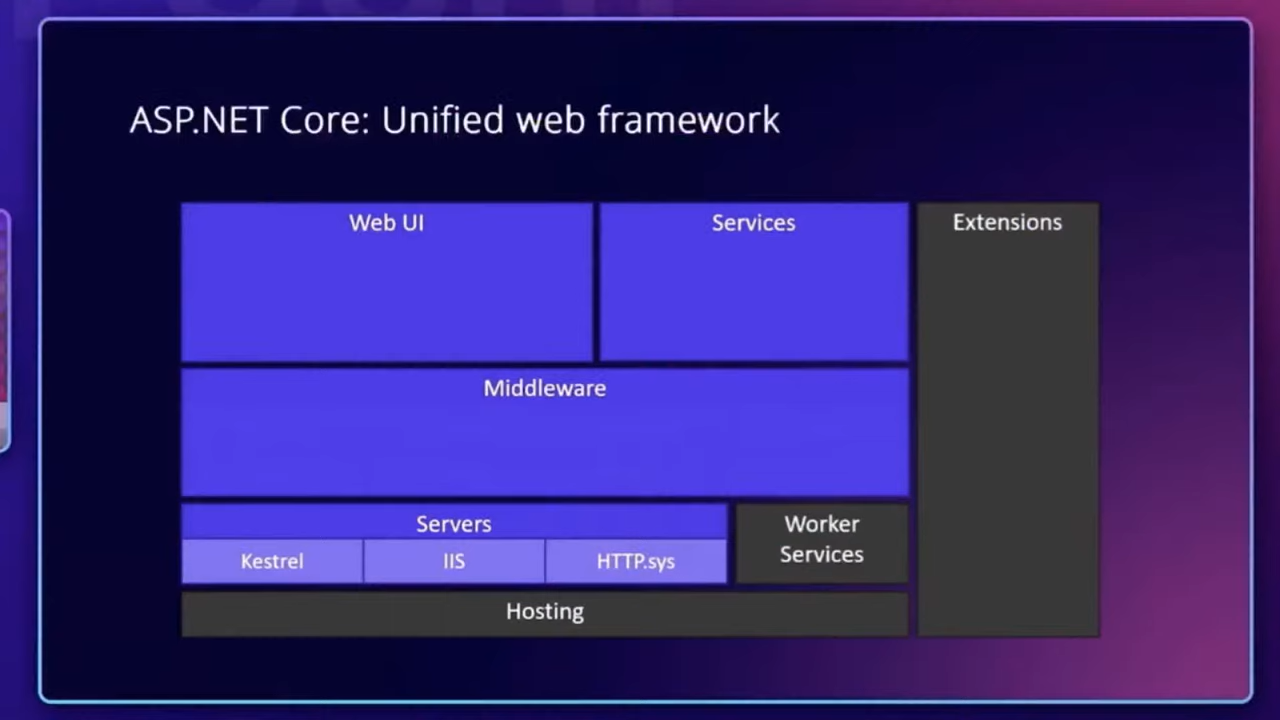 ASP.NET Core: Unified web framework
Web UI
Services
Extensions
Middleware
Servers
Kestrel
IIS
HTTP.sys
Worker
Services
Hosting